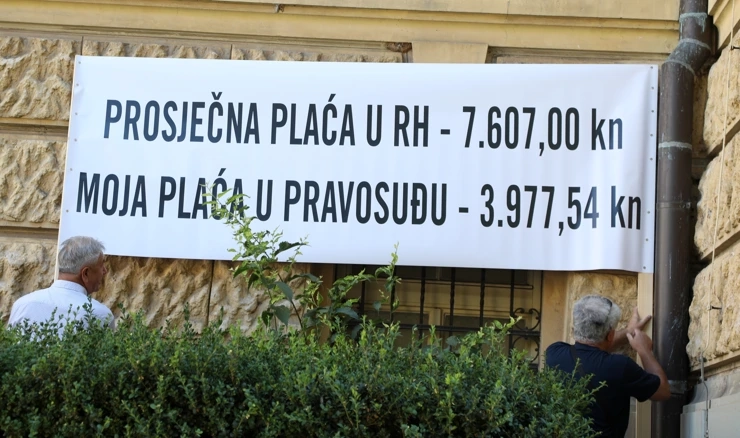 PROSJEČNA PLAĆA U RH - 7.607,00 kn
MOJA PLAĆA U PRAVOSUĐU - 3.977,54 kn